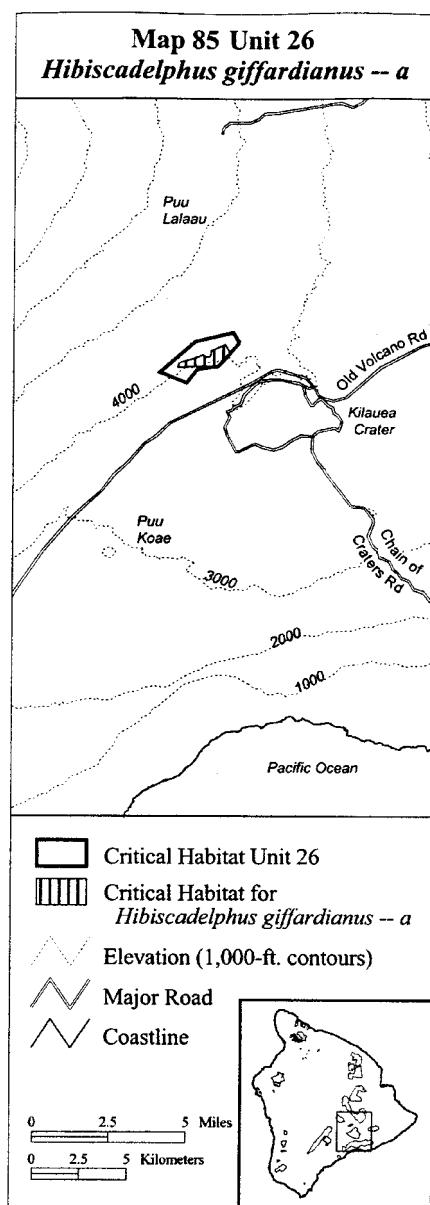 Map 85 Unit 26
Hibiscadelphus giffardianus -- a
Puu
Lalaau
Old Volcano Rd
4000
Kilauea
Crater
Puu
Koae
Chain of
Craters Rd
3000
2000
1000
Pacific Ocean
Critical Habitat Unit 26
Critical Habitat for
Hibiscadelphus giffardianus -- a
Elevation (1,000-ft. contours)
Major Road
Coastline
0 2.5 5 Miles
0 2.5 5 Kilometers